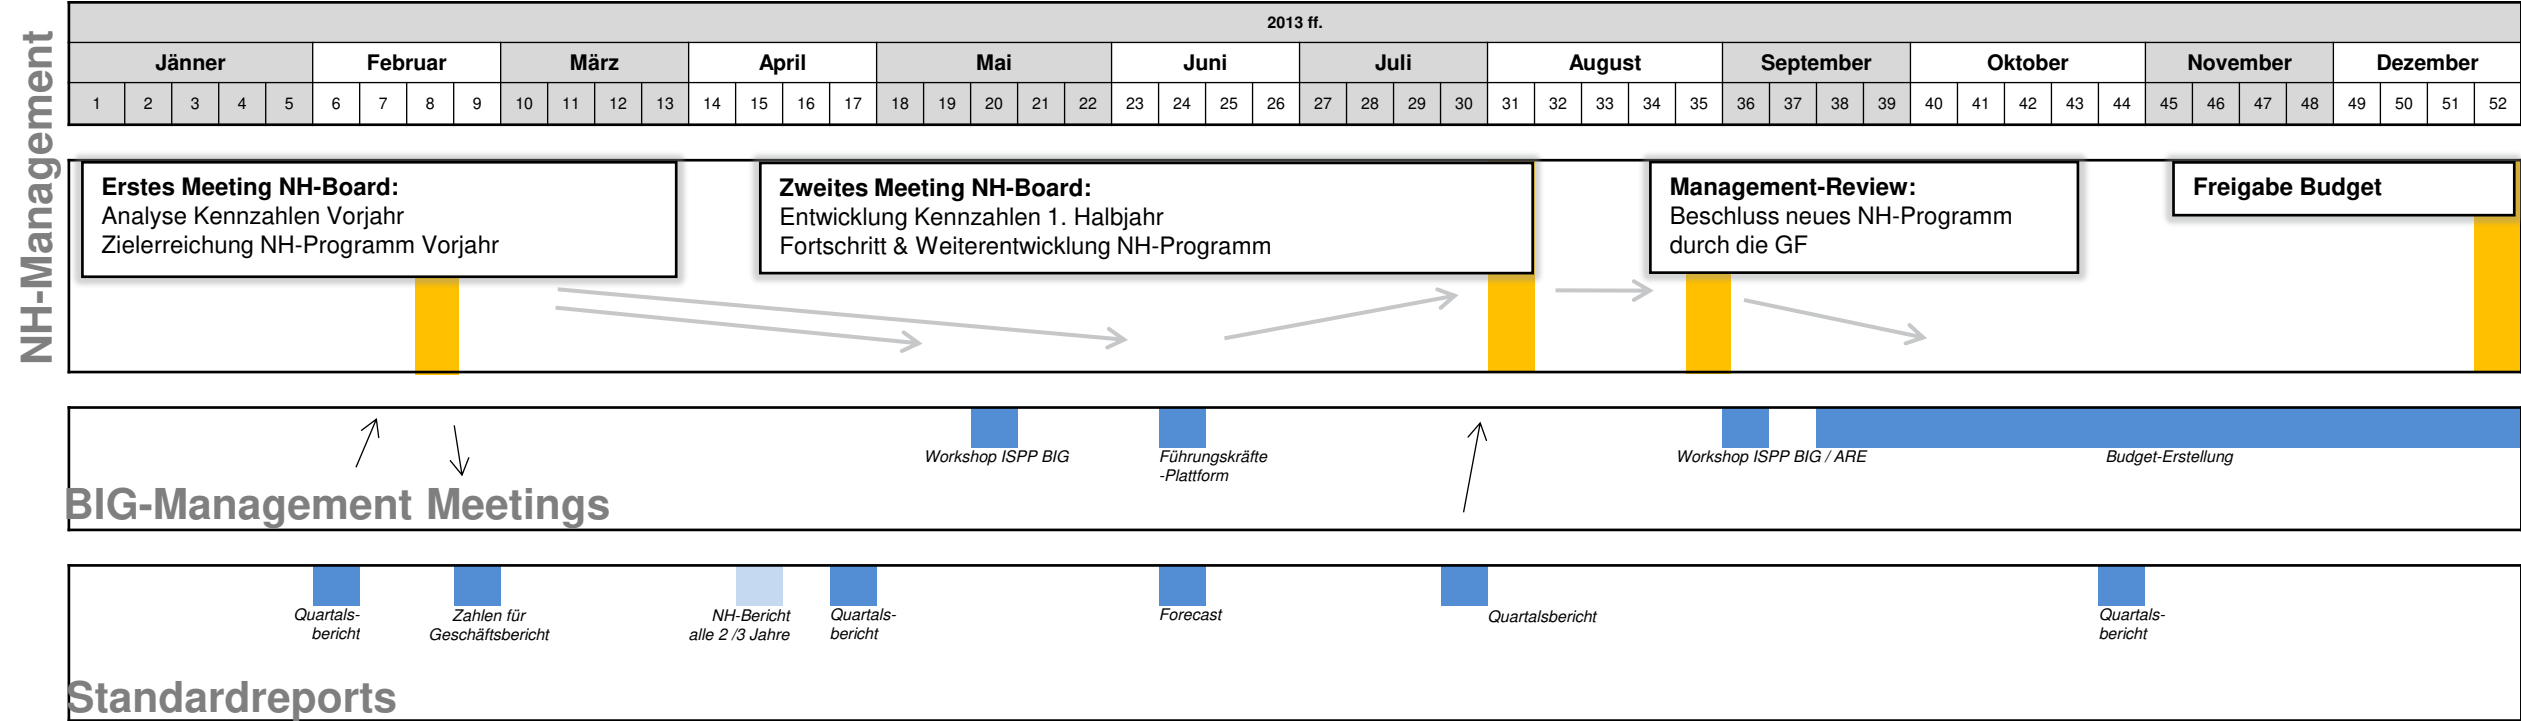 2013 ff.
Jänner Februar März April Mai Juni Juli August September Oktober November Dezember
1 2 3 4 5 6 7 8 9 10 11 12 13 14 15 16 17 18 19 20 21 22 23 24 25 26 27 28 29 30 31 32 33 34 35 36 37 38 39 40 41 42 43 44 45 46 47 48 49 50 51 52
NH-Management
Erstes Meeting NH-Board:
Analyse Kennzahlen Vorjahr
Zielerreichung NH-Programm Vorjahr
Zweites Meeting NH-Board:
Entwicklung Kennzahlen 1. Halbjahr
Fortschritt & Weiterentwicklung NH-Programm
Management-Review:
Beschluss neues NH-Programm
durch die GF
Freigabe Budget
Workshop ISPP BIG
Führungskräfte
-Plattform
Workshop ISPP BIG / ARE
Budget-Erstellung
BIG-Management Meetings
Quartals-
bericht
Zahlen für
Geschäftsbericht
NH-Bericht
alle 2 /3 Jahre
Quartals-
bericht
Forecast
Quartalsbericht
Quartals-
bericht
Standardreports